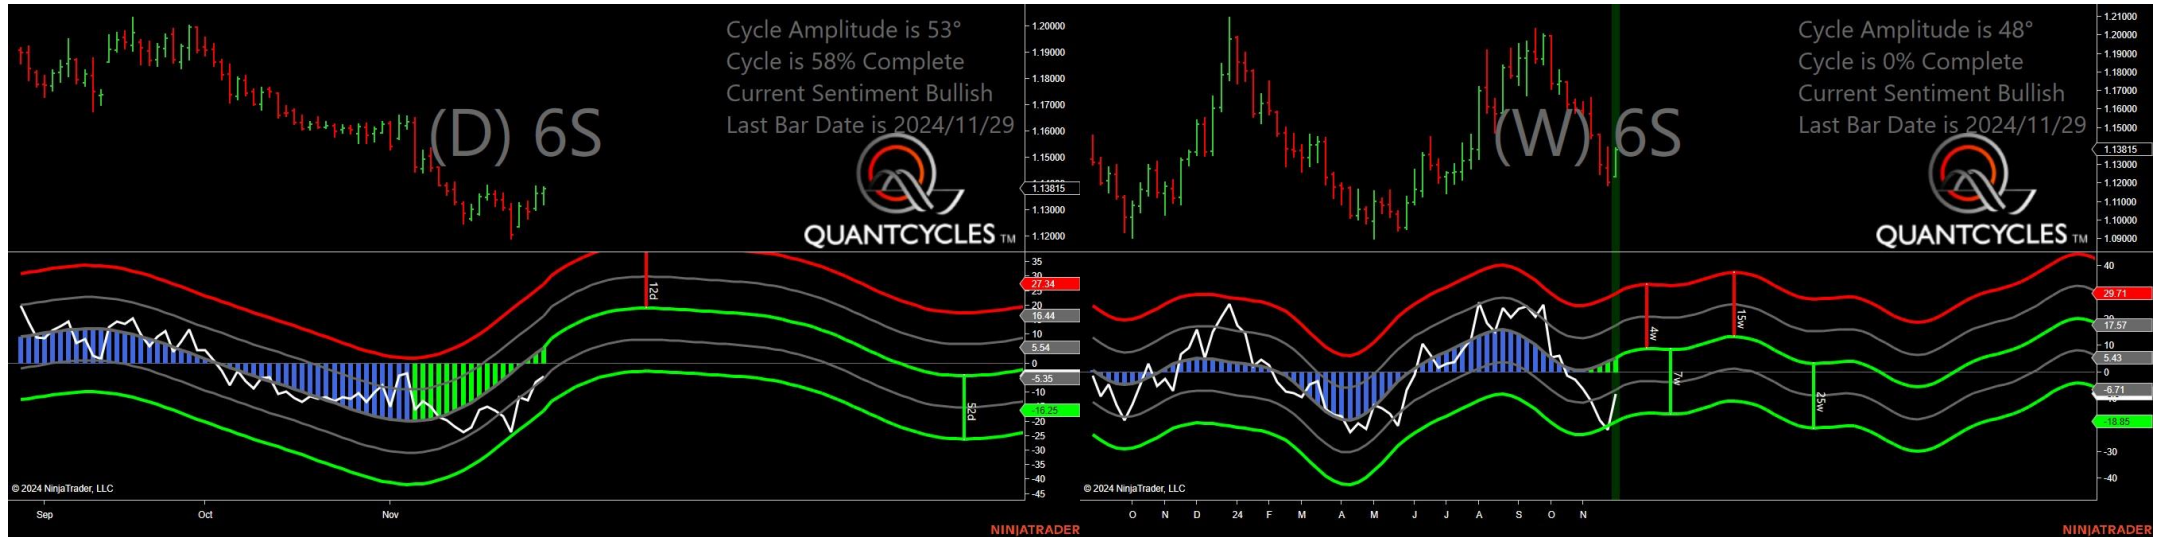 Cycle Amplitude is 53°
Cycle is 58% Complete
Current Sentiment Bullish
Last Bar Date is 2024/11/29
(D) 6S
QUANTCYCLES TM
1.20000
1.19000
1.18000
1.17000
1.16000
1.15000
1.13815
1.13000
1.12000
35
30
27.34
20
16.44
10
5.54
0
-5.35
-10
-16.25
-20
-25
-30
-35
-40
-45
12d
52d
© 2024 NinjaTrader, LLC
Sep Oct Nov
NINJATRADER
Cycle Amplitude is 48°
Cycle is 0% Complete
Current Sentiment Bullish
Last Bar Date is 2024/11/29
(W) 6S
QUANTCYCLES TM
1.21000
1.20000
1.19000
1.18000
1.17000
1.16000
1.15000
1.13815
1.13000
1.12000
1.11000
1.10000
1.09000
40
29.71
17.57
10
5.43
0
-6.71
-18.85
-30
-40
4w
7w
15w
25w
© 2024 NinjaTrader, LLC
O N D 24 F M A M J J A S O N
NINJATRADER